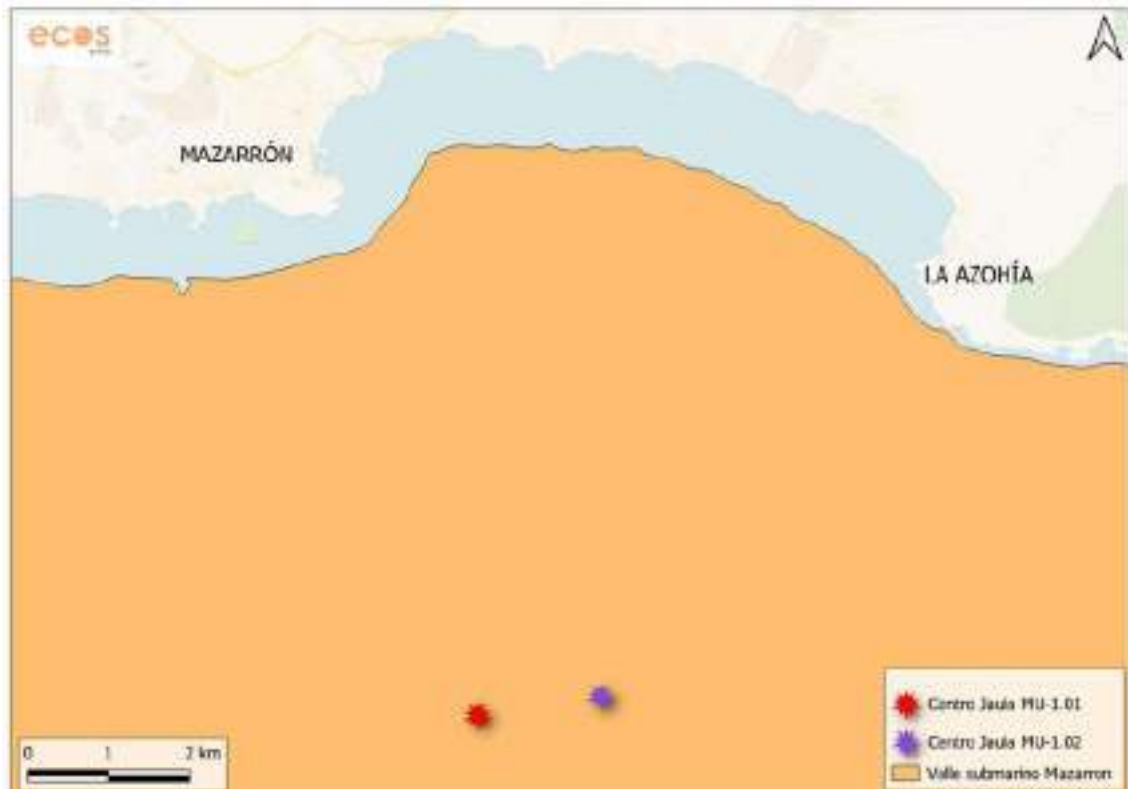 ecos
MAZARRÓN
LA AZOHÍA
Centro Jaula MU-1.01
Centro Jaula MU-1.02
Valle submarino Mazarron
0 1 2 km